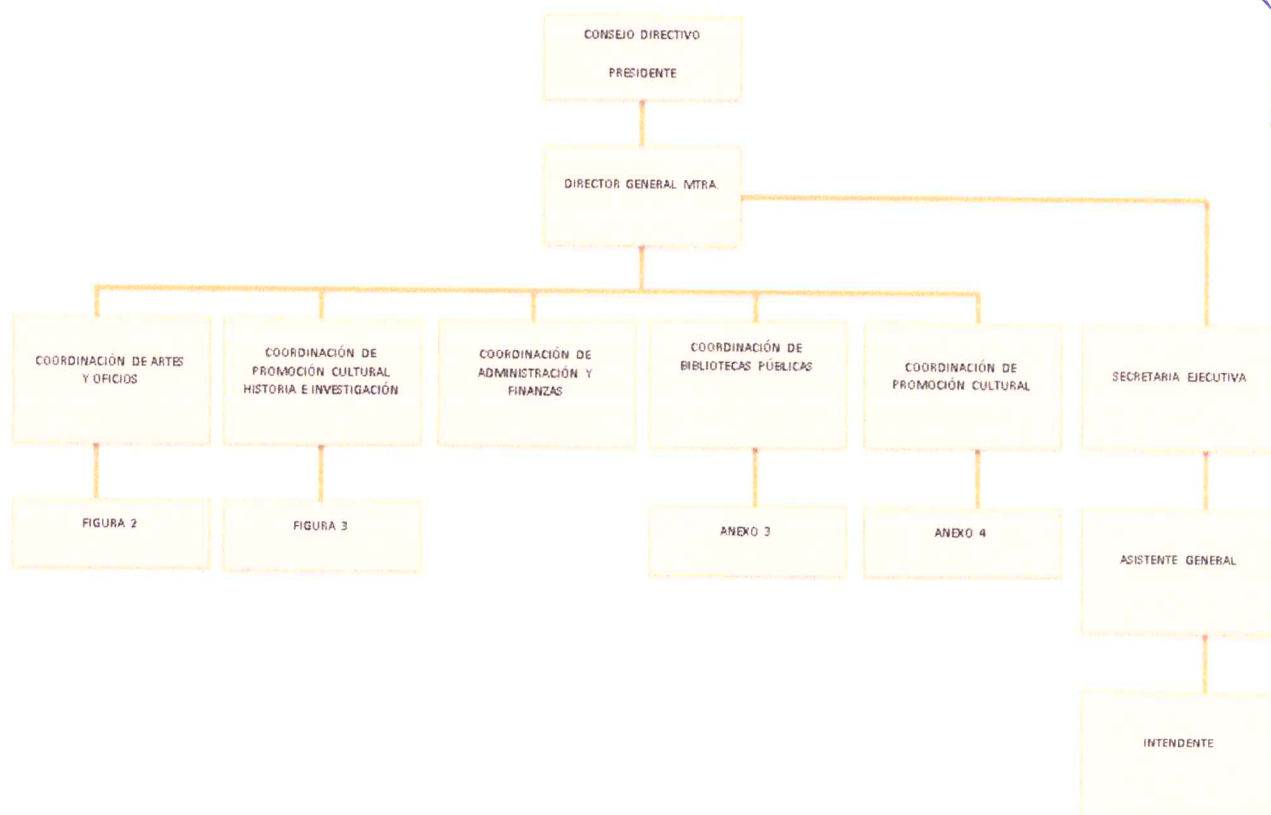 CONSEJO DIRECTIVO
PRESIDENTE
DIRECTOR GENERAL MTRA.
COORDINACIÓN DE ARTES
Y OFICIOS
COORDINACIÓN DE
PROMOCIÓN CULTURAL
HISTORIA E INVESTIGACIÓN
COORDINACIÓN DE
ADMINISTRACIÓN Y
FINANZAS
COORDINACIÓN DE
BIBLIOTECAS PÚBLICAS
COORDINACIÓN DE
PROMOCIÓN CULTURAL
SECRETARIA EJECUTIVA
FIGURA 2
FIGURA 3
ANEXO 3
ANEXO 4
ASISTENTE GENERAL
INTENDENTE